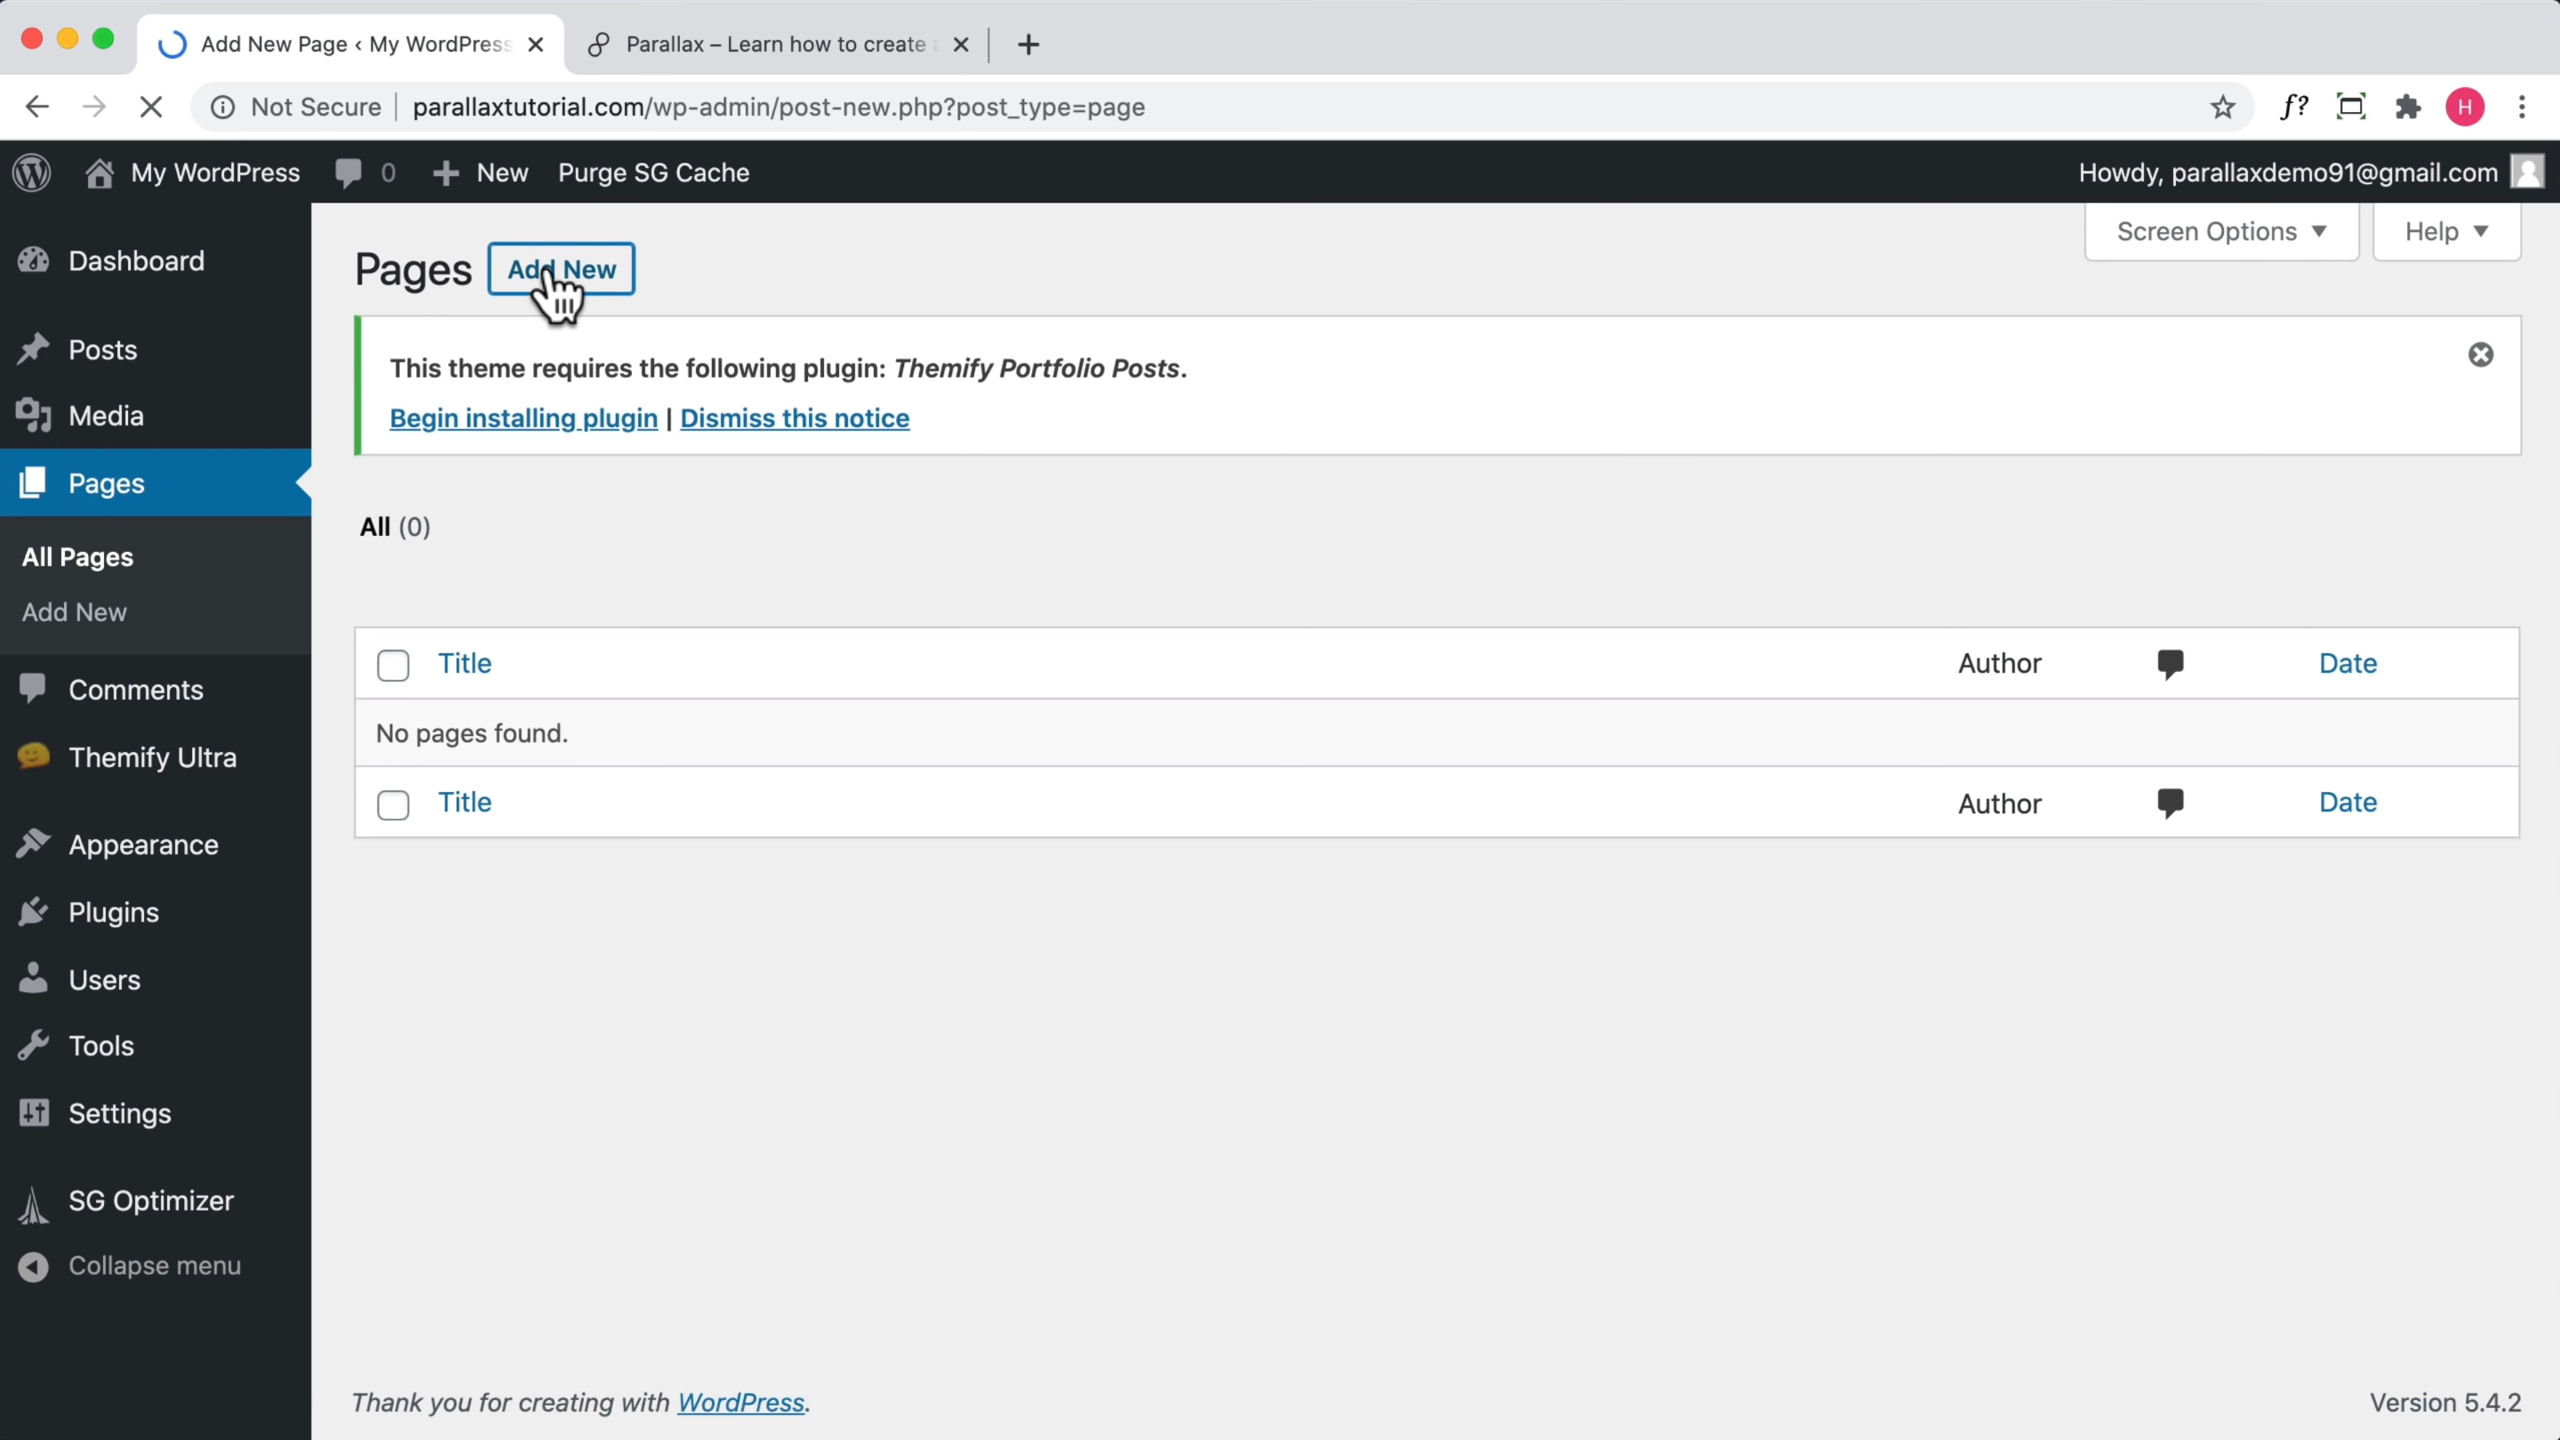 Add New Page ‹ My WordPress
Parallax – Learn how to create
Not Secure
parallaxtutorial.com/wp-admin/post-new.php?post_type=page
f?
H
My WordPress
0
New
Purge SG Cache
Howdy, parallaxdemo91@gmail.com
Dashboard
Posts
Media
Pages
All Pages
Add New
Comments
Themify Ultra
Appearance
Plugins
Users
Tools
Settings
SG Optimizer
Collapse menu
Screen Options
Help
Pages
Add New
This theme requires the following plugin: Themify Portfolio Posts.
Begin installing plugin | Dismiss this notice
All (0)
Title
Author
Date
No pages found.
Title
Author
Date
Thank you for creating with WordPress.
Version 5.4.2